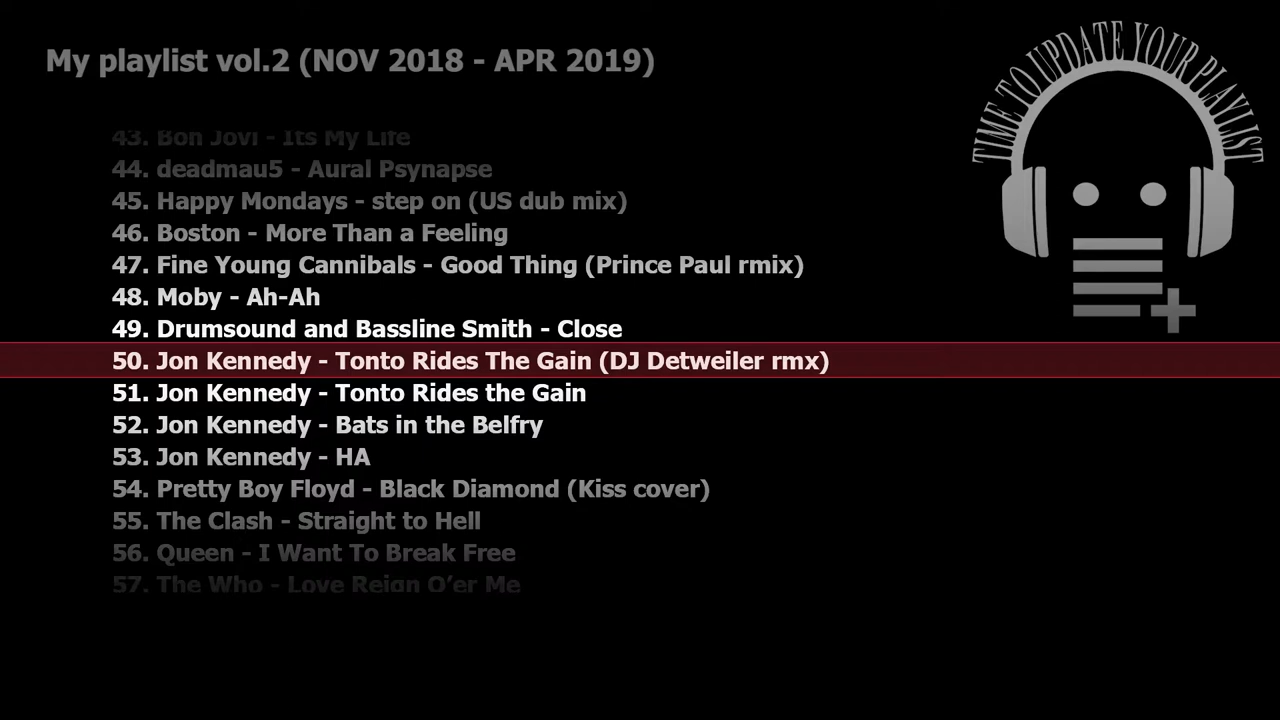 My playlist vol.2 (NOV 2018 - APR 2019)
TIME TO UPDATE YOUR PLAYLIST
43. Bon Jovi - Its My Life
44. deadmau5 - Aural Psynapse
45. Happy Mondays - step on (US dub mix)
46. Boston - More Than a Feeling
47. Fine Young Cannibals - Good Thing (Prince Paul rmix)
48. Moby - Ah-Ah
49. Drumsound and Bassline Smith - Close
50. Jon Kennedy - Tonto Rides The Gain (DJ Detweiler rmx)
51. Jon Kennedy - Tonto Rides the Gain
52. Jon Kennedy - Bats in the Belfry
53. Jon Kennedy - HA
54. Pretty Boy Floyd - Black Diamond (Kiss cover)
55. The Clash - Straight to Hell
56. Queen - I Want To Break Free
57. The Who - Love Reign O’er Me